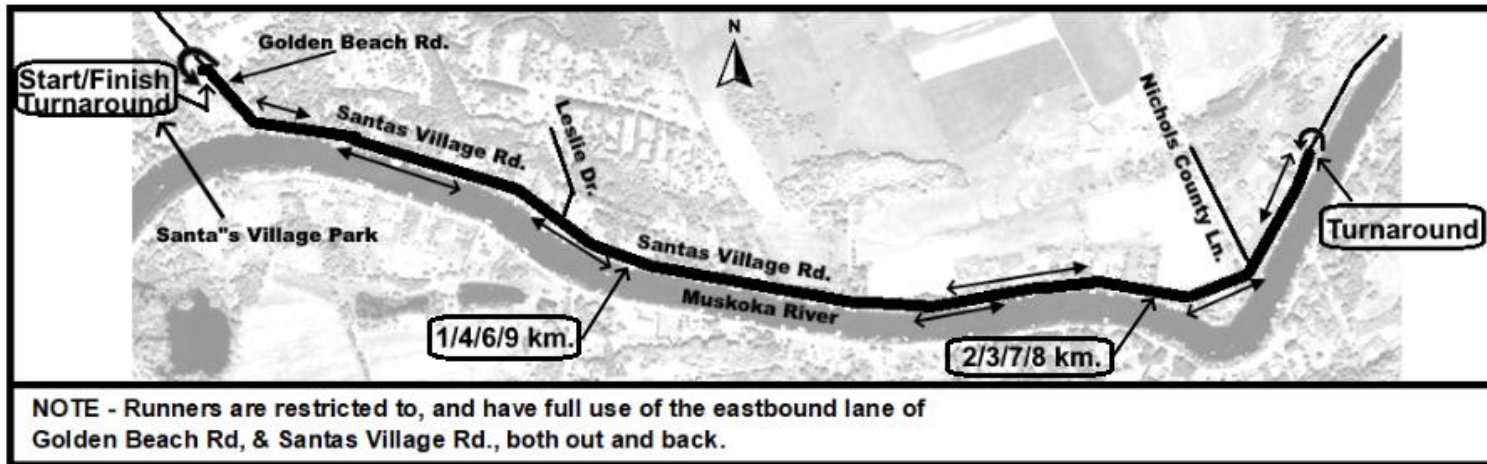 N
Golden Beach Rd.
Start/Finish
Turnaround
Santas Village Rd.
Leslie Dr.
Nichols County Ln.
Santa"s Village Park
Turnaround
Santas Village Rd.
Muskoka River
1/4/6/9 km.
2/3/7/8 km.
NOTE - Runners are restricted to, and have full use of the eastbound lane of
Golden Beach Rd, & Santas Village Rd., both out and back.